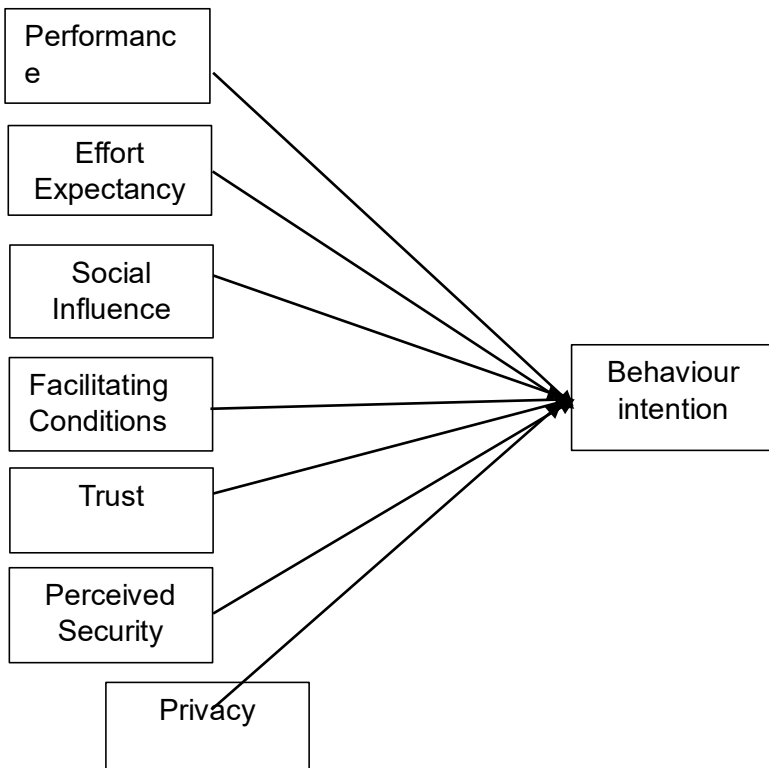 Performanc
e
Effort
Expectancy
Social
Influence
Facilitating
Conditions
Trust
Perceived
Security
Privacy
Behaviour
intention